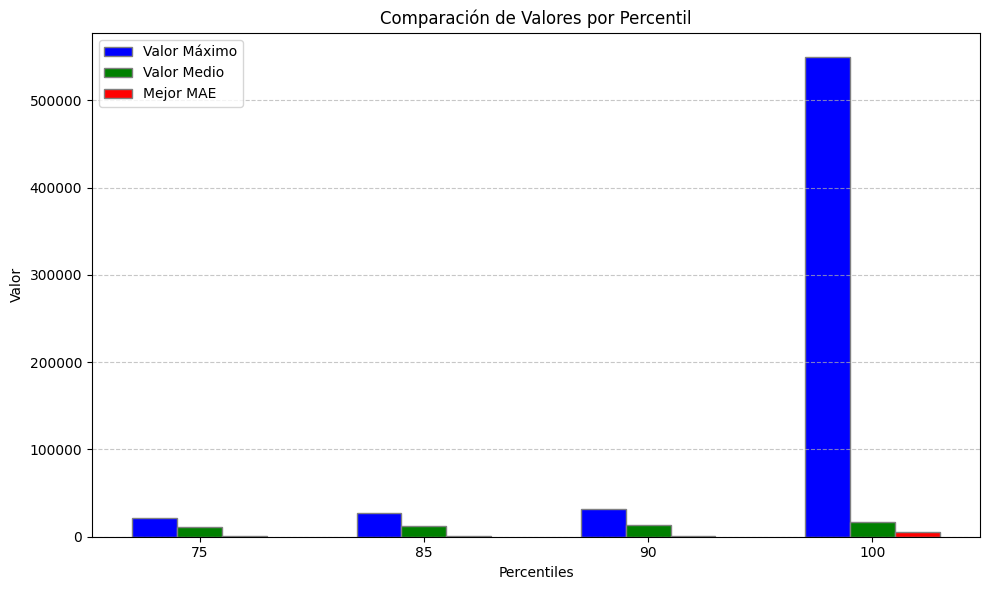 Comparación de Valores por Percentil
Valor Máximo
Valor Medio
Mejor MAE
Valor
500000
400000
300000
200000
100000
0
75
85
90
100
Percentiles